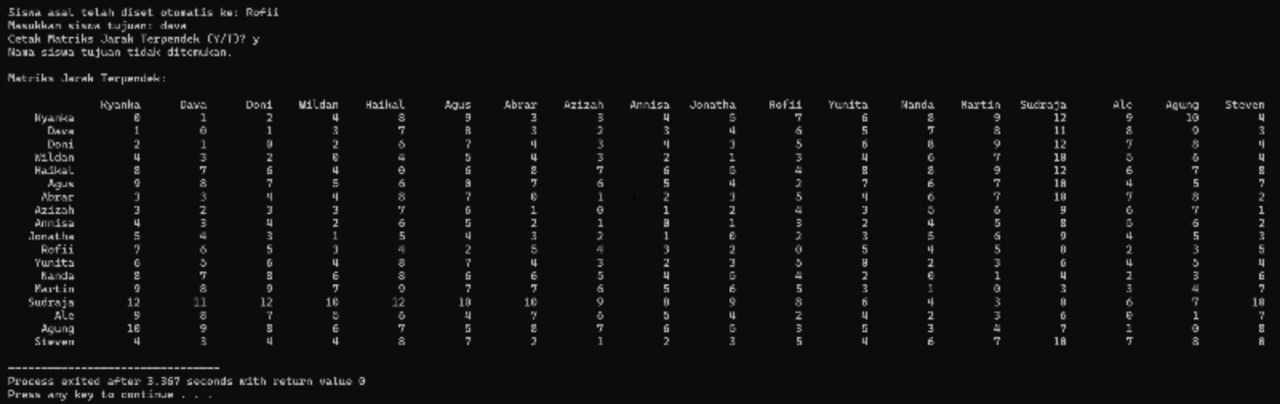 Siswa asal telah diset otomatis ke: Rofii
Masukkan siswa tujuan: dava
Cetak Matriks Jarak Terpendek (Y/T)? y
Nama siswa tujuan tidak ditemukan.
Matriks Jarak Terpendek:
Kyanka Dava Doni Wildan Haikal Agus Abrar Azizah Annisa Jonatha Rofii Yunita Nanda Martin Sudraja Ale Agung Steven
Kyanka 0 1 2 4 8 9 3 3 4 5 7 6 8 9 12 9 10 4
Dava 1 0 1 3 7 8 3 2 3 4 6 5 7 8 11 8 9 3
Doni 2 1 0 2 6 7 4 3 4 3 5 6 8 9 12 7 8 4
Wildan 4 3 2 0 4 5 4 3 2 1 3 4 6 7 10 5 6 4
Haikal 8 7 6 4 0 6 8 7 6 5 4 8 8 9 12 6 7 8
Agus 9 8 7 5 6 0 7 6 5 4 2 7 6 7 10 4 5 7
Abrar 3 3 4 4 8 7 0 1 2 3 5 4 6 7 10 7 8 2
Azizah 3 2 3 3 7 6 1 0 1 2 4 3 5 6 9 6 7 1
Annisa 4 3 4 2 6 5 2 1 0 1 3 2 4 5 8 5 6 2
Jonatha 5 4 3 1 5 4 3 2 1 0 2 3 5 6 9 4 5 3
Rofii 7 6 5 3 4 2 5 4 3 2 0 5 4 5 8 2 3 5
Yunita 6 5 6 4 8 7 4 3 2 3 5 0 2 3 6 4 5 4
Nanda 8 7 8 6 8 6 6 5 4 5 4 2 0 1 4 2 3 6
Martin 9 8 9 7 9 7 7 6 5 6 5 3 1 0 3 3 4 7
Sudraja 12 11 12 10 12 10 10 9 8 9 8 6 4 3 0 6 7 10
Ale 9 8 7 5 6 4 7 6 5 4 2 4 2 3 6 0 1 7
Agung 10 9 8 6 7 5 8 7 6 5 3 5 3 4 7 1 0 8
Steven 4 3 4 4 8 7 2 1 2 3 5 4 6 7 10 7 8 0
--------------------------------
Process exited after 3.367 seconds with return value 0
Press any key to continue . . .